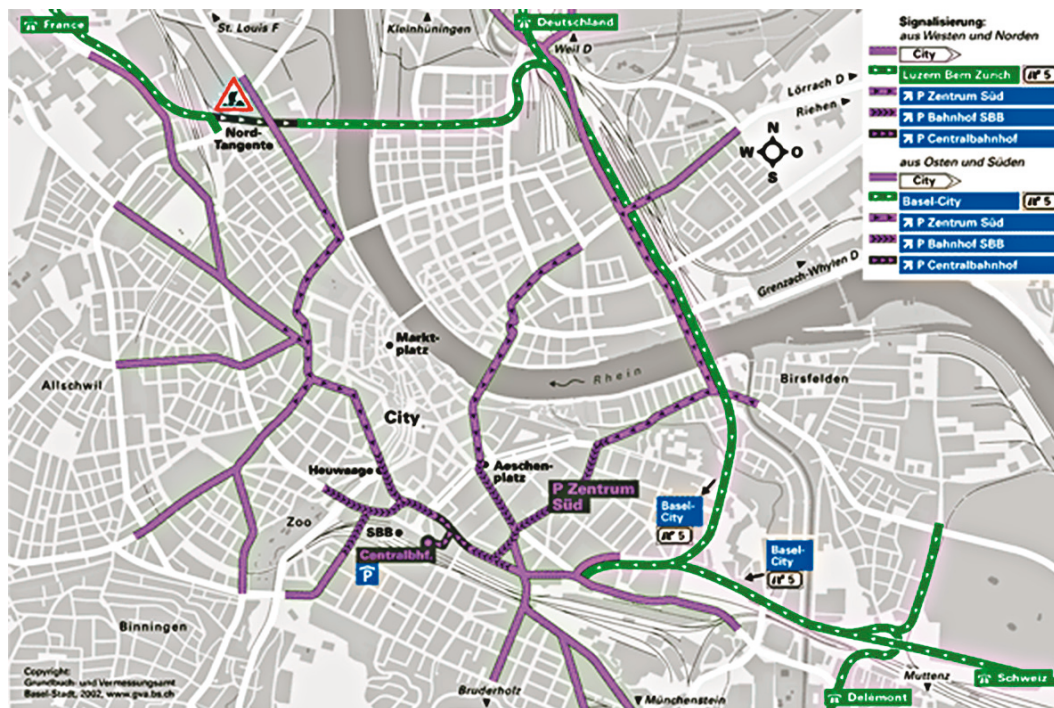 France
St. Louis F
Kleinhüningen
Deutschland
Weil D
Lörrach D
Riehen
Nord-
Tangente
N
W
O
S
Grenzach-Whylen D
Markt-
platz
Rhein
Birsfelden
Allschwil
City
Heuwaage
Aeschen-
platz
P Zentrum
Süd
Basel-
City
5
Zoo
SBB
Centralbhf.
P
Basel-
City
5
Binningen
Bruderholz
Münchenstein
Muttenz
Delémont
Schweiz
Copyright:
Grundbuch- und Vermessungsamt
Basel-Stadt, 2002, www.gva.bs.ch
Signalisierung:
aus Westen und Norden
City
Luzern Bern Zürich
5
P Zentrum Süd
P Bahnhof SBB
P Centralbahnhof
aus Osten und Süden
City
Basel-City
5
P Zentrum Süd
P Bahnhof SBB
P Centralbahnhof